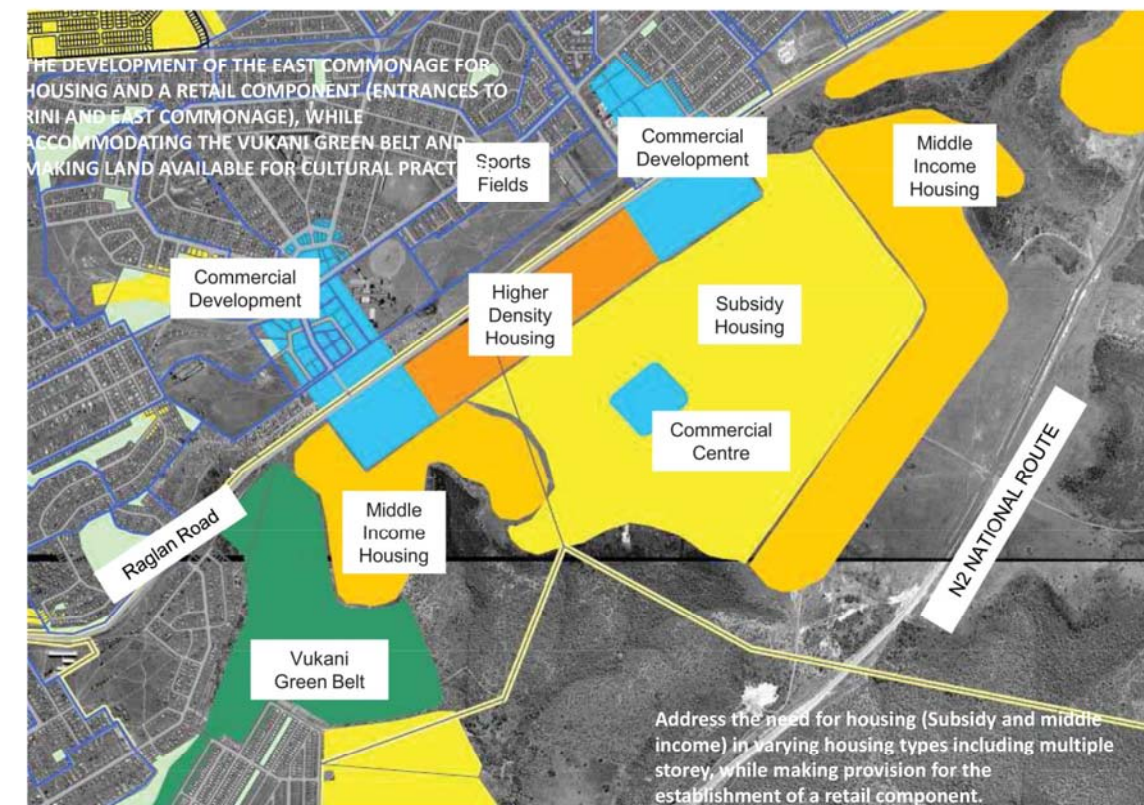 THE DEVELOPMENT OF THE EAST COMMONAGE FOR
HOUSING AND A RETAIL COMPONENT (ENTRANCES TO
RINI AND EAST COMMONAGE), WHILE
ACCOMMODATING THE VUKANI GREEN BELT AND
MAKING LAND AVAILABLE FOR CULTURAL PRACT
Sports
Fields
Commercial
Development
Middle
Income
Housing
Commercial
Development
Higher
Density
Housing
Subsidy
Housing
Commercial
Centre
Raglan Road
Middle
Income
Housing
N2 NATIONAL ROUTE
Vukani
Green Belt
Address the need for housing (Subsidy and middle
income) in varying housing types including multiple
storey, while making provision for the
establishment of a retail component.